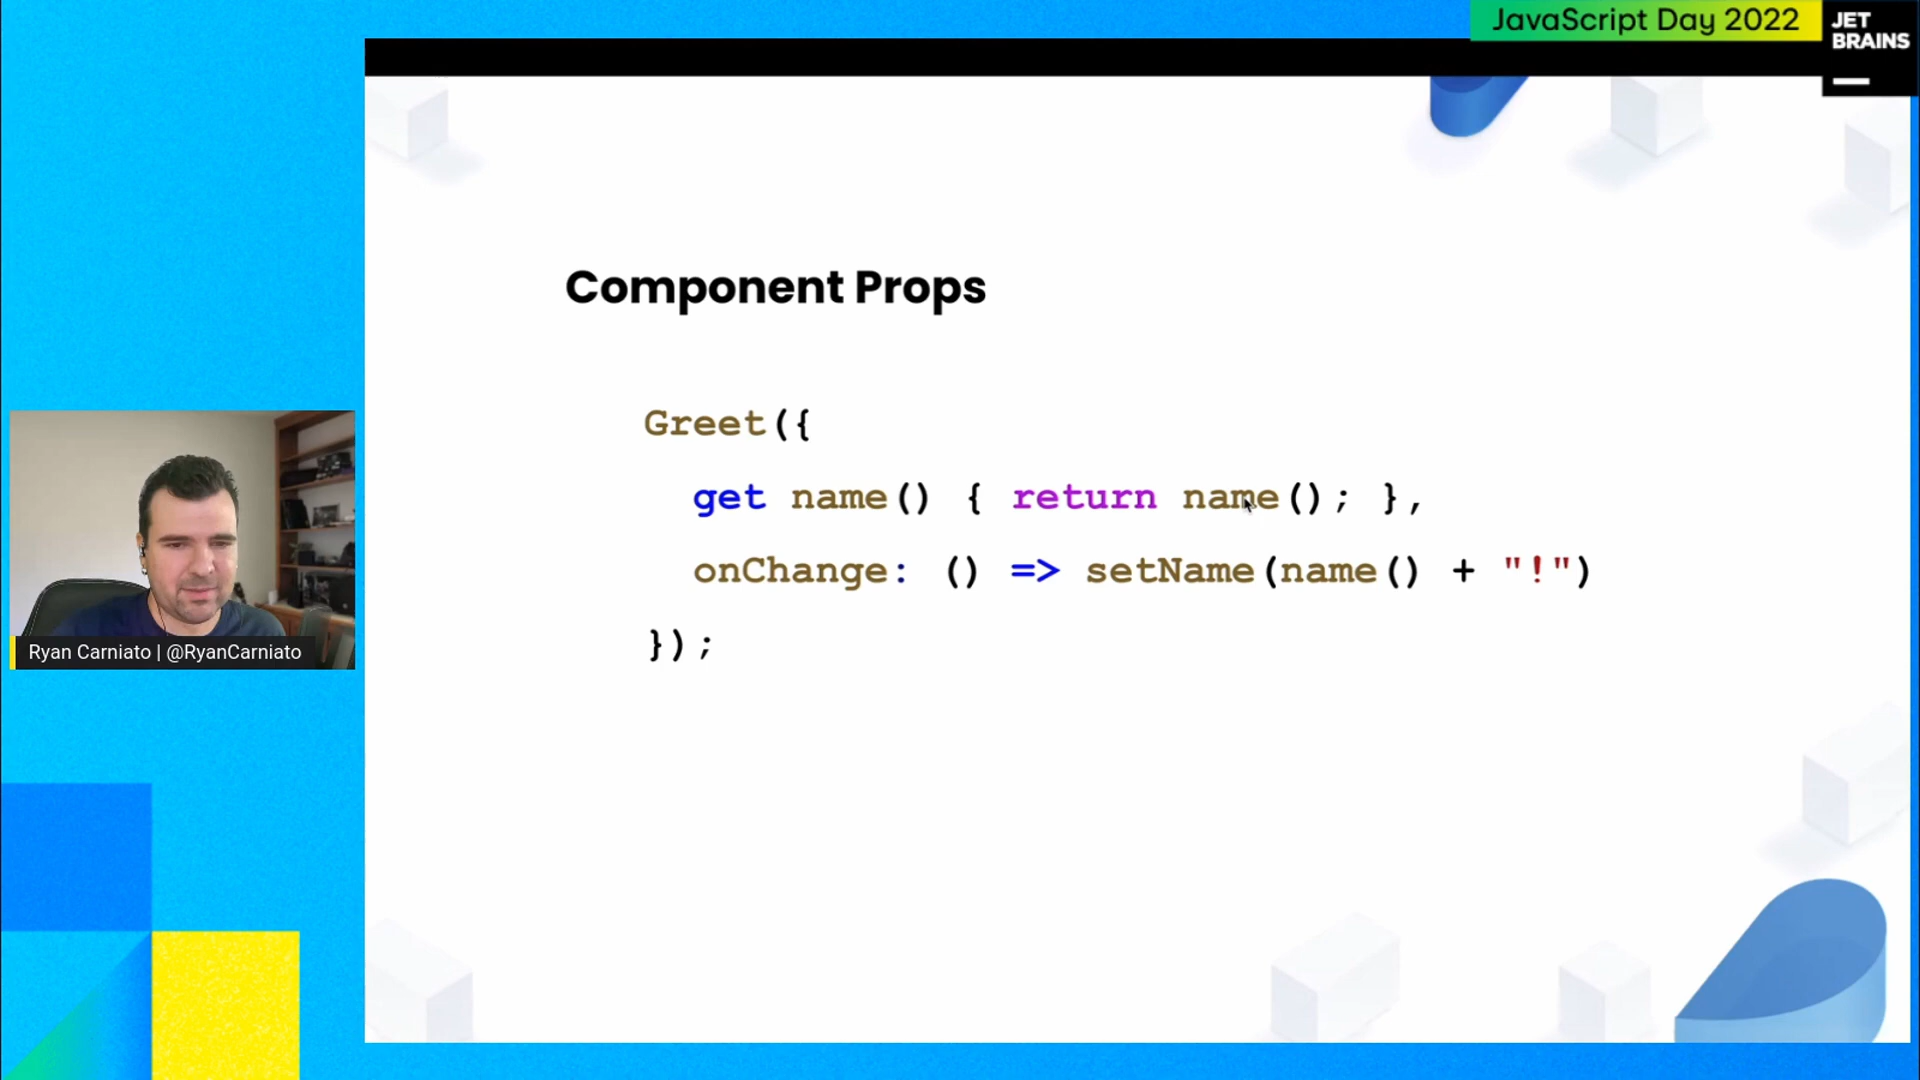 JavaScript Day 2022
JET
BRAINS
Component Props
Greet({
get name() { return name(); },
onChange: () => setName(name() + "!")
});
Ryan Carniato | @RyanCarniato